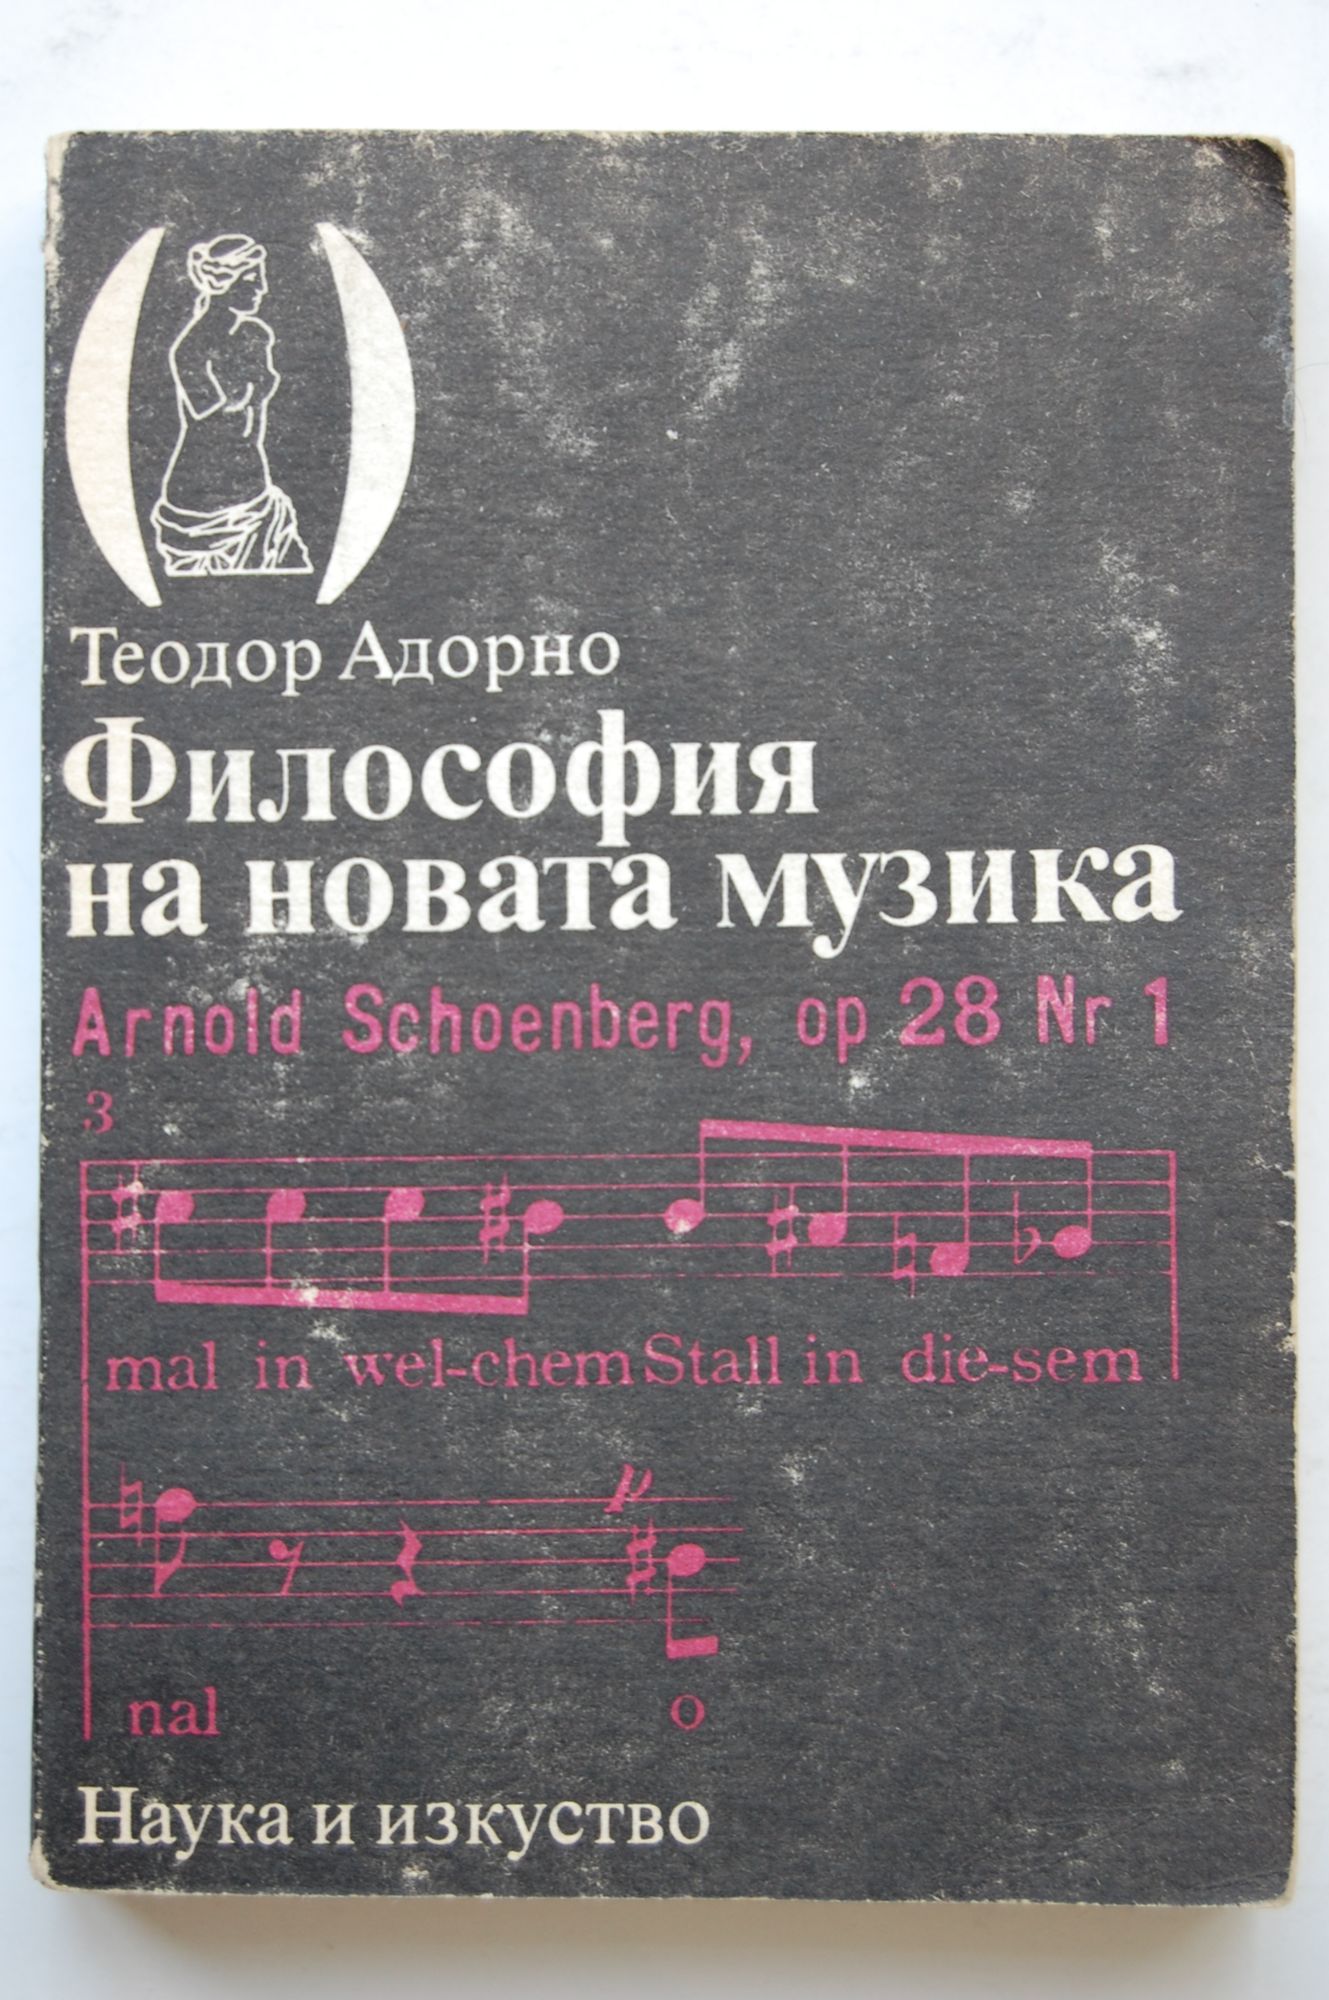 Теодор Адорно
Философия
на новата музика
Arnold Schoenberg, op 28 Nr 1
3
mal in wel-chem Stall in die-sem
p
nal o
Наука и изкуство